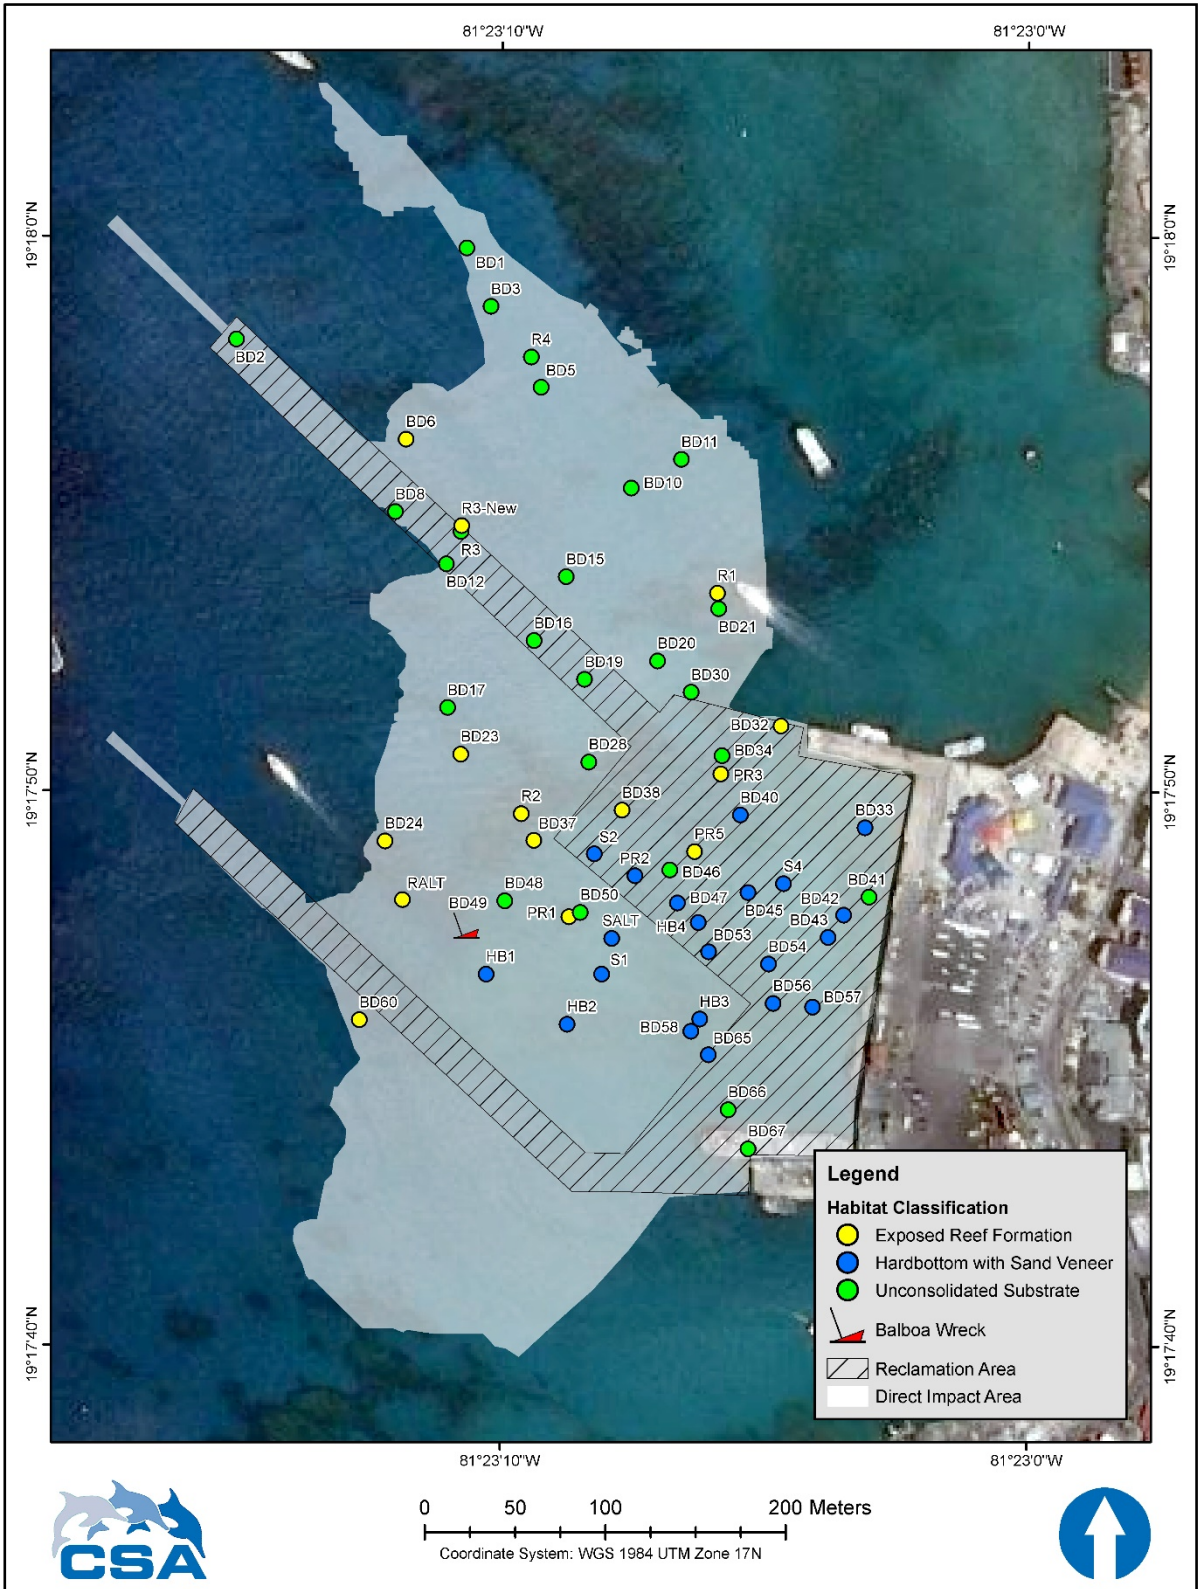 81°23'10"W
81°23'0"W
19°18'0"N
19°18'0"N
BD1
BD3
BD2
R4
BD5
BD6
BD11
BD10
BD8
R3-New
R3
BD12
BD15
R1
BD21
BD16
BD20
BD19
BD30
BD17
BD32
BD23
BD28
BD34
PR3
19°17'50"N
19°17'50"N
BD38
BD40
BD33
R2
BD37
BD24
S2
PR5
PR2
BD46
S4
BD41
RALT
BD48
BD47
BD45
BD42
BD49
PR1
BD50
HB4
BD43
SALT
BD53
BD54
HB1
S1
BD56
BD57
BD60
HB2
HB3
BD58
BD65
BD66
BD67
Legend
Habitat Classification
Exposed Reef Formation
Hardbottom with Sand Veneer
Unconsolidated Substrate
Balboa Wreck
Reclamation Area
Direct Impact Area
19°17'40"N
19°17'40"N
81°23'10"W
81°23'0"W
CSA
0 50 100 200 Meters
Coordinate System: WGS 1984 UTM Zone 17N